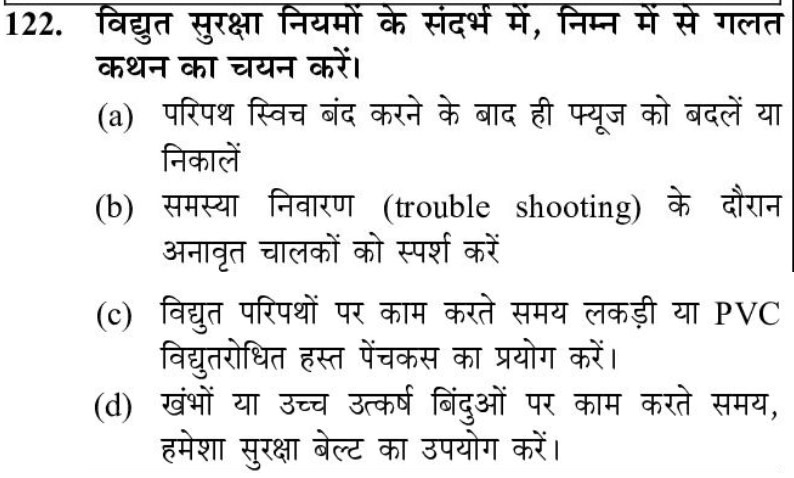 122. विद्युत सुरक्षा नियमों के संदर्भ में, निम्न में से गलत
कथन का चयन करें।
(a) परिपथ स्विच बंद करने के बाद ही फ्यूज को बदलें या
निकालें
(b) समस्या निवारण (trouble shooting) के दौरान
अनावृत चालकों को स्पर्श करें
(c) विद्युत परिपथों पर काम करते समय लकड़ी या PVC
विद्युतरोधित हस्त पेंचकस का प्रयोग करें।
(d) खंभों या उच्च उत्कर्ष बिंदुओं पर काम करते समय,
हमेशा सुरक्षा बेल्ट का उपयोग करें।